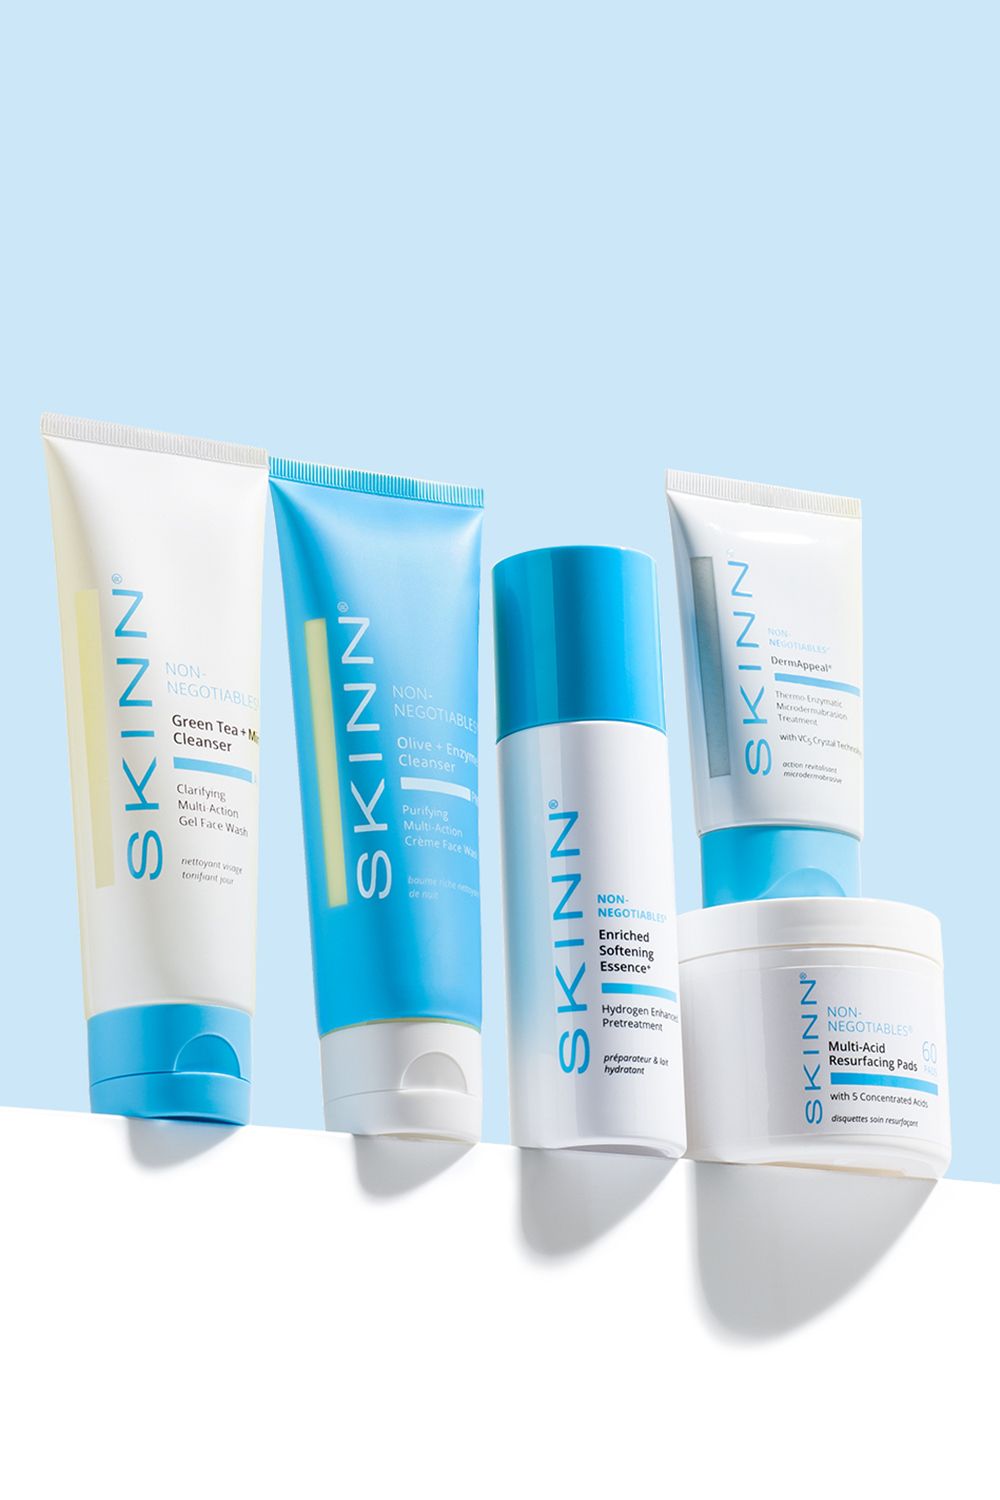 SKINN®
NON-
NEGOTIABLES
Green Tea +
Cleanser
Clarifying
Multi-Action
Gel Face Wash
nettoyant visage
tonifiant jour
SKINN®
NON-
NEGOTIABLES
Olive + Enzyme
Cleanser
PM
Purifying
Multi-Action
Crème Face Wash
baume riche
de nuit
SKINN®
NON-
NEGOTIABLES®
Enriched
Softening
Essence+
Hydrogen Enhanced
Pretreatment
préparateur & lait
hydratant
SKINN®
NON-
NEGOTIABLES®
DermAppeal®
Thermo-Enzymatic
Microdermabrasion
Treatment
with VC5 Crystal
action revitalisant
microdermabrasive
SKINN®
NON-
NEGOTIABLES®
Multi-Acid
Resurfacing Pads
60
PADS
with 5 Concentrated Acids
disquettes soin resurfaçant